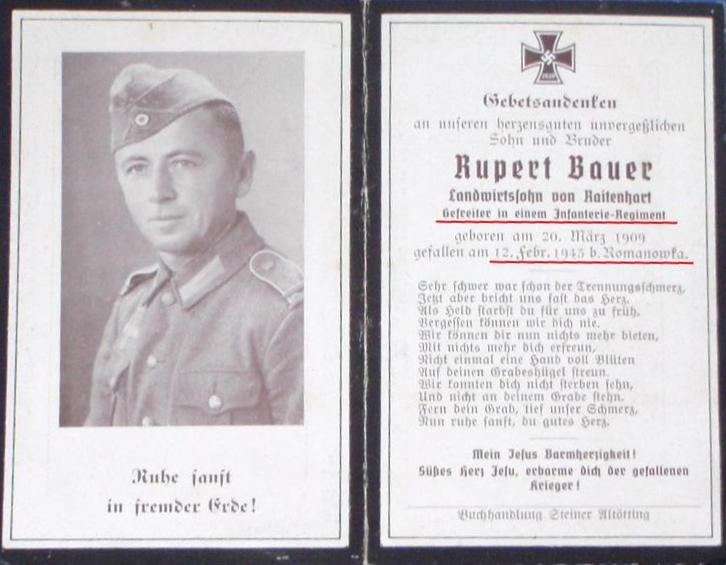 Ruhe sanft
in fremder Erde!
1939
Gebetsandenken
an unseren herzensguten unvergeßlichen
Sohn und Bruder
Rupert Bauer
Landwirtssohn von Raitenhart
Gefreiter in einem Infanterie-Regiment
geboren am 20. März 1909
gefallen am 12. Febr. 1943 b. Romanowka.
Sehr schwer war schon der Trennungsschmerz,
Jetzt aber bricht uns fast das Herz.
Als Held starbst du für uns zu früh,
Vergessen können wir dich nie.
Wir können dir nun nichts mehr bieten,
Mit nichts mehr dich erfreun,
Nicht einmal eine Hand voll Blüten
Auf deinen Grabeshügel streun.
Wir konnten dich nicht sterben sehn,
Und nicht an deinem Grabe stehn.
Fern dein Grab, tief unser Schmerz,
Nun ruhe sanft, du gutes Herz.
Mein Jesus Barmherzigkeit!
Süßes Herz Jesu, erbarme dich der gefallenen
Krieger!
Buchhandlung Steiner Altötting